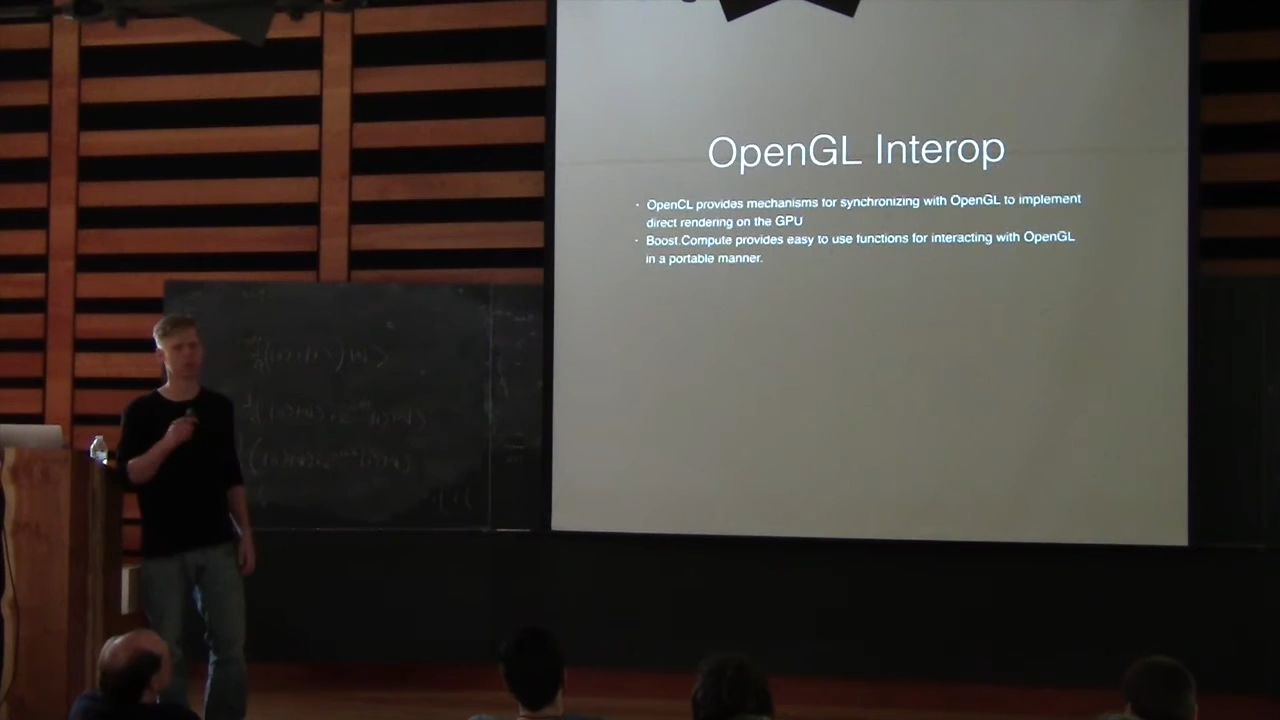 OpenGL Interop
· OpenCL provides mechanisms for synchronizing with OpenGL to implement
direct rendering on the GPU
· Boost.Compute provides easy to use functions for interacting with OpenGL
in a portable manner.